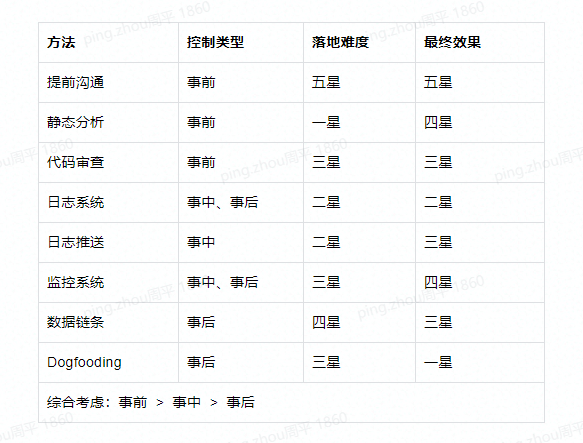 方法 控制类型 落地难度 最终效果
提前沟通 事前 五星 五星
静态分析 事前 一星 四星
代码审查 事前 三星 三星
日志系统 事中、事后 二星 二星
日志推送 事中 二星 三星
监控系统 事中、事后 三星 四星
数据链条 事后 四星 三星
Dogfooding 事后 三星 一星
综合考虑：事前 > 事中 > 事后
ping.zhou周平 1860